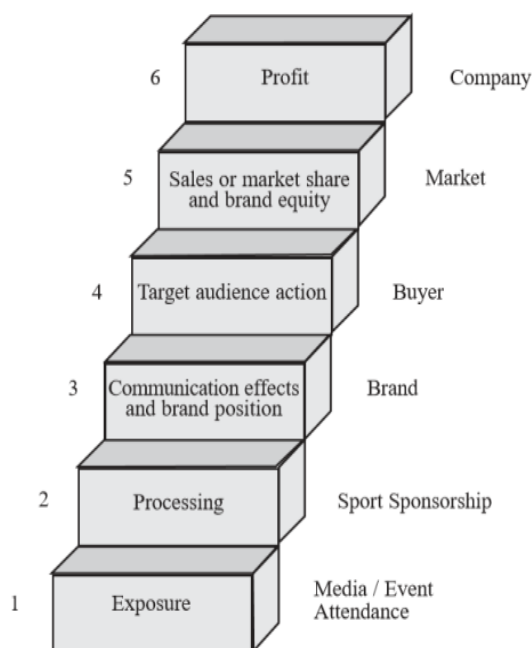 6 Profit Company
5 Sales or market share and brand equity Market
4 Target audience action Buyer
3 Communication effects and brand position Brand
2 Processing Sport Sponsorship
1 Exposure Media / Event Attendance